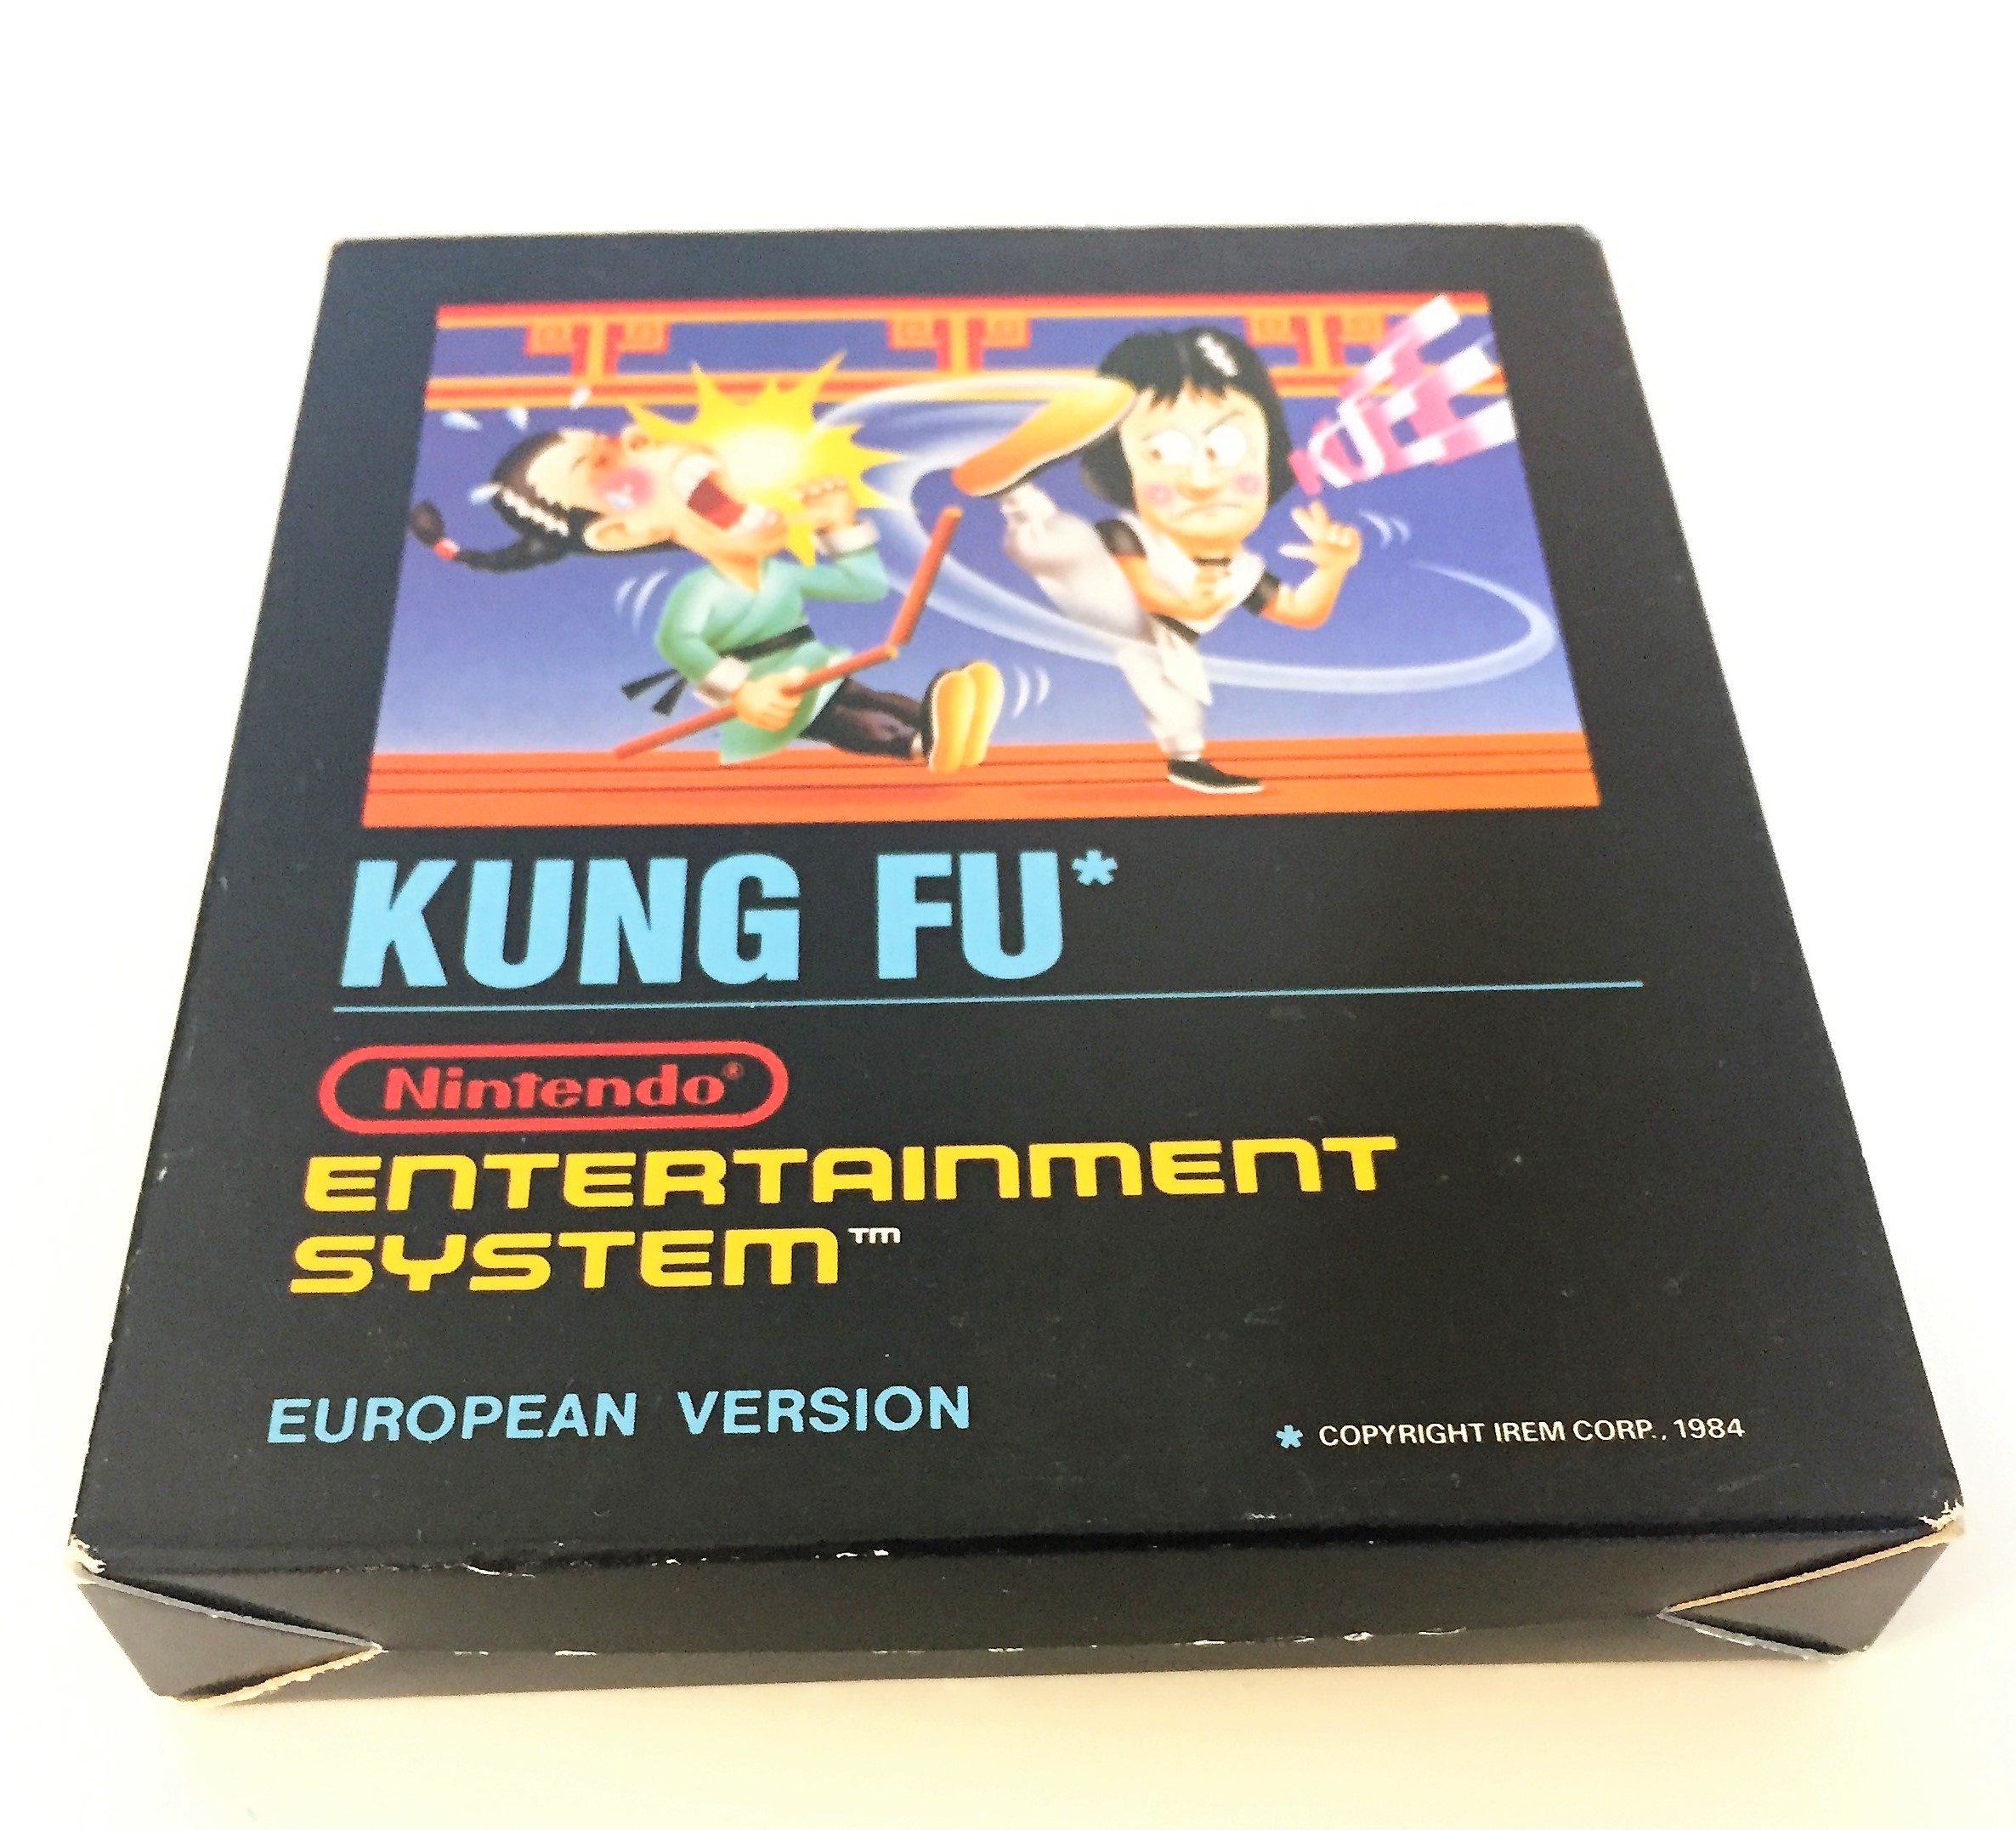 KUNG FU*
Nintendo®
ENTERTAINMENT
SYSTEM™
EUROPEAN VERSION
* COPYRIGHT IREM CORP., 1984